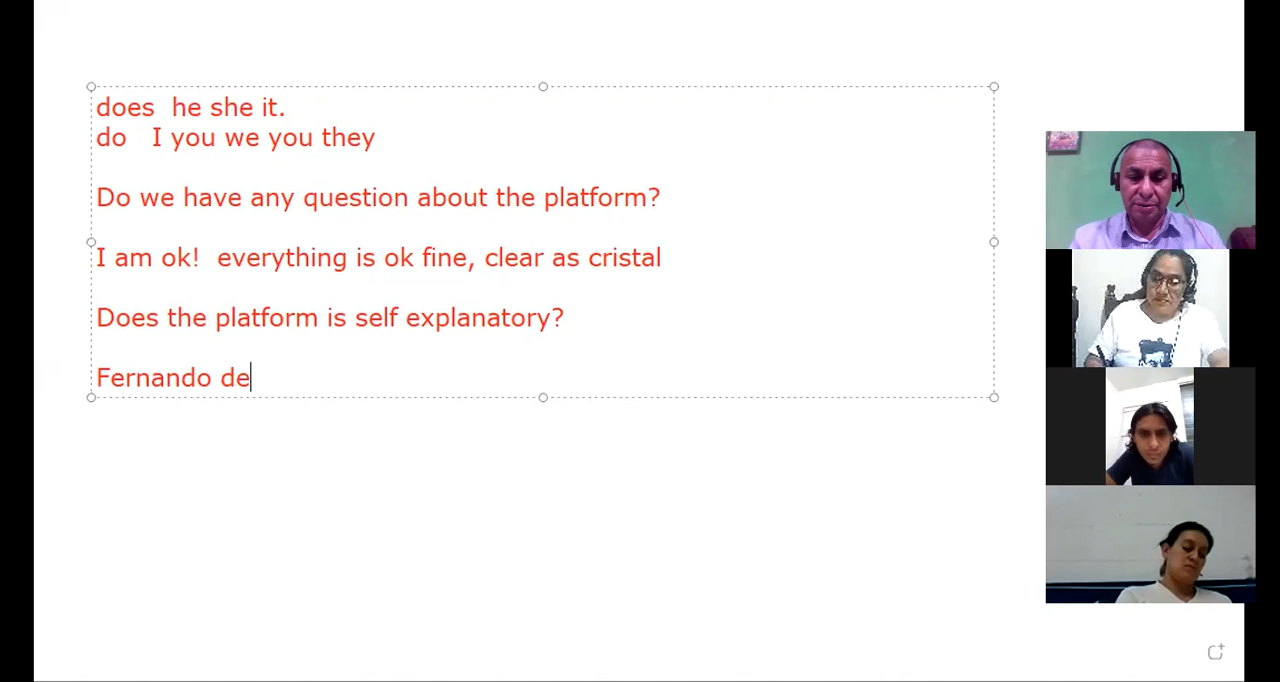 does he she it.
do I you we you they
Do we have any question about the platform?
I am ok! everything is ok fine, clear as cristal
Does the platform is self explanatory?
Fernando de